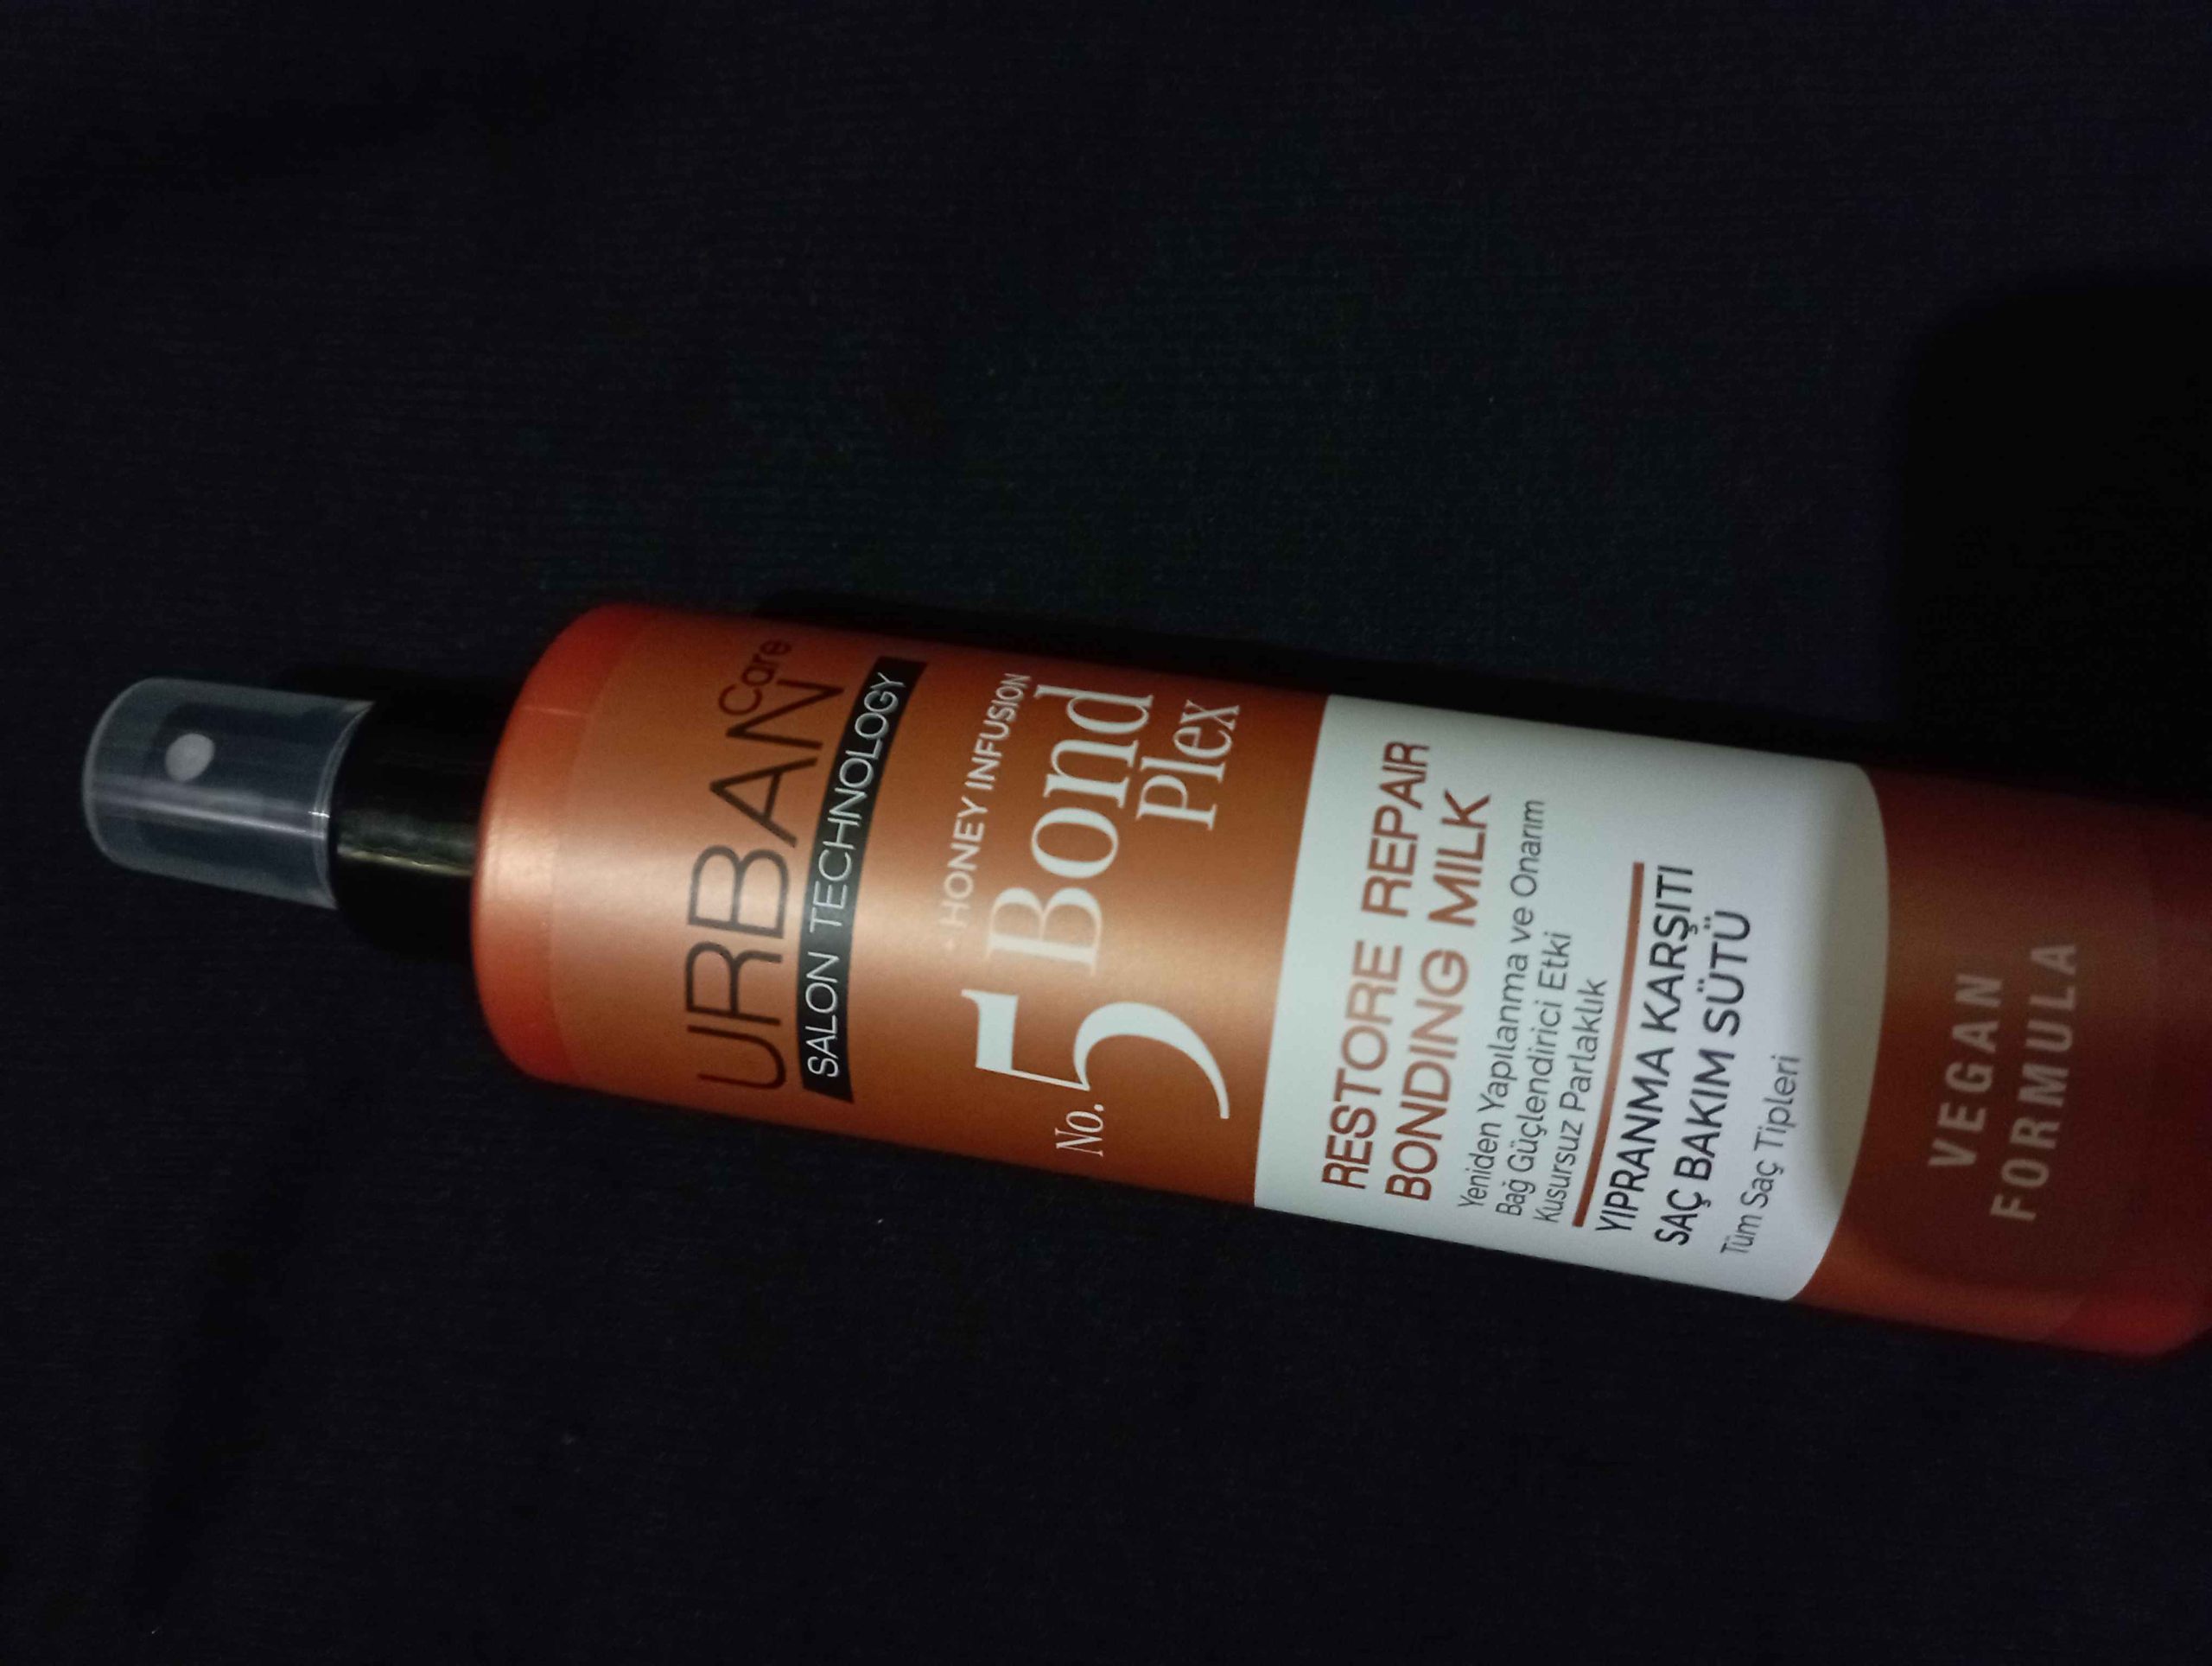 URBAN Care
SALON TECHNOLOGY
+HONEY INFUSION
No. 5 Bond
Plex
RESTORE REPAIR
BONDING MILK
Yeniden Yapılanma ve Onarım
Bağ Güçlendirici Etki
Kusursuz Parlaklık
YIPRANMA KARŞITI
SAÇ BAKIM SÜTÜ
Tüm Saç Tipleri
VEGAN
FORMULA